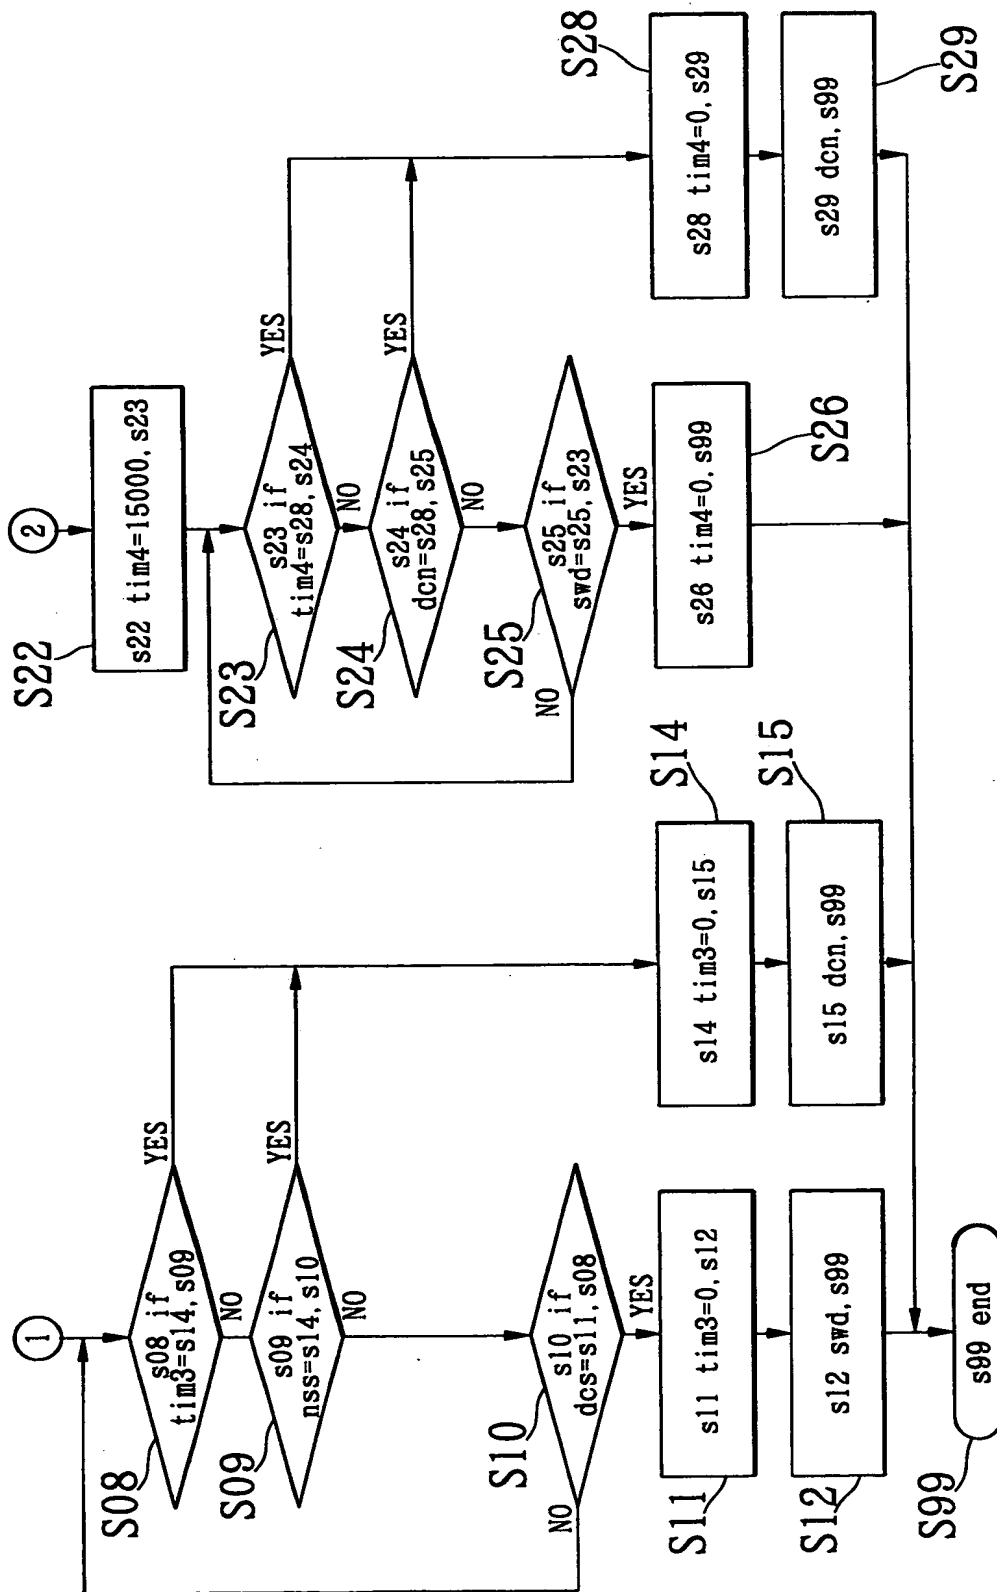 1
S08
s08 if
tim3=s14, s09
YES
NO
S09
s09 if
nss=s14, s10
YES
NO
S10
s10 if
dcs=s11, s08
NO
YES
S11
s11 tim3=0, s12
S12
s12 swd, s99
S99
s99 end
S14
s14 tim3=0, s15
S15
s15 dcn, s99
2
S22
s22 tim4=15000, s23
S23
s23 if
tim4=s28, s24
YES
NO
S24
s24 if
dcn=s28, s25
YES
NO
S25
s25 if
swd=s25, s23
NO
YES
S26
s26 tim4=0, s99
S28
s28 tim4=0, s29
S29
s29 dcn, s99